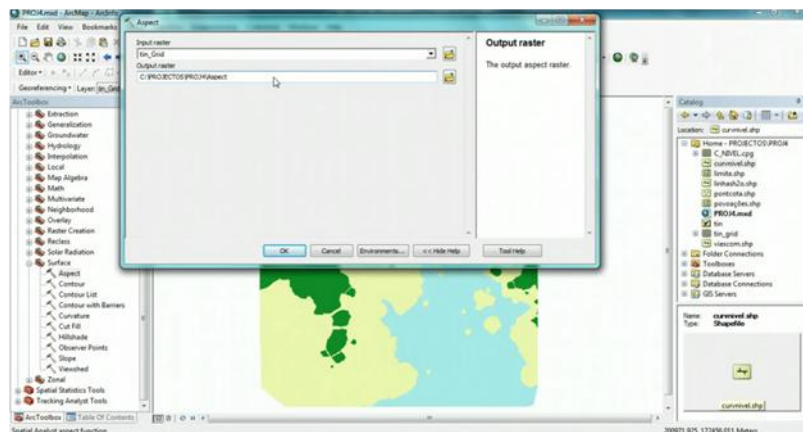 PROJ4.mxd - ArcMap - ArcInfo
File Edit View Bookmarks
Editor
Georeferencing Layer: tin_Grid
Aspect
Input raster
tin_Grid
Output raster
C:\PROJECTOS\PROJ4\Aspect
OK Cancel Environments... << Hide Help Tool Help
Output raster
The output aspect raster.
ArcToolbox
Extraction
Generalization
Groundwater
Hydrology
Interpolation
Local
Map Algebra
Math
Multivariate
Neighborhood
Overlay
Raster Creation
Reclass
Solar Radiation
Surface
Aspect
Contour
Contour List
Contour with Barriers
Curvature
Cut Fill
Hillshade
Observer Points
Slope
Viewshed
Zonal
Spatial Statistics Tools
Tracking Analyst Tools
ArcToolbox Table Of Contents
Spatial Analyst aspect function
Catalog
Location: curvnivel.shp
Home - PROJECTOS\PROJ4
C_NIVEL.cpg
curvnivel.shp
limite.shp
linhash2o.shp
pontcota.shp
povoações.shp
PROJ4.mxd
tin
tin_grid
viascom.shp
Folder Connections
Toolboxes
Database Servers
Database Connections
GIS Servers
Name: curvnivel.shp
Type: Shapefile
curvnivel.shp